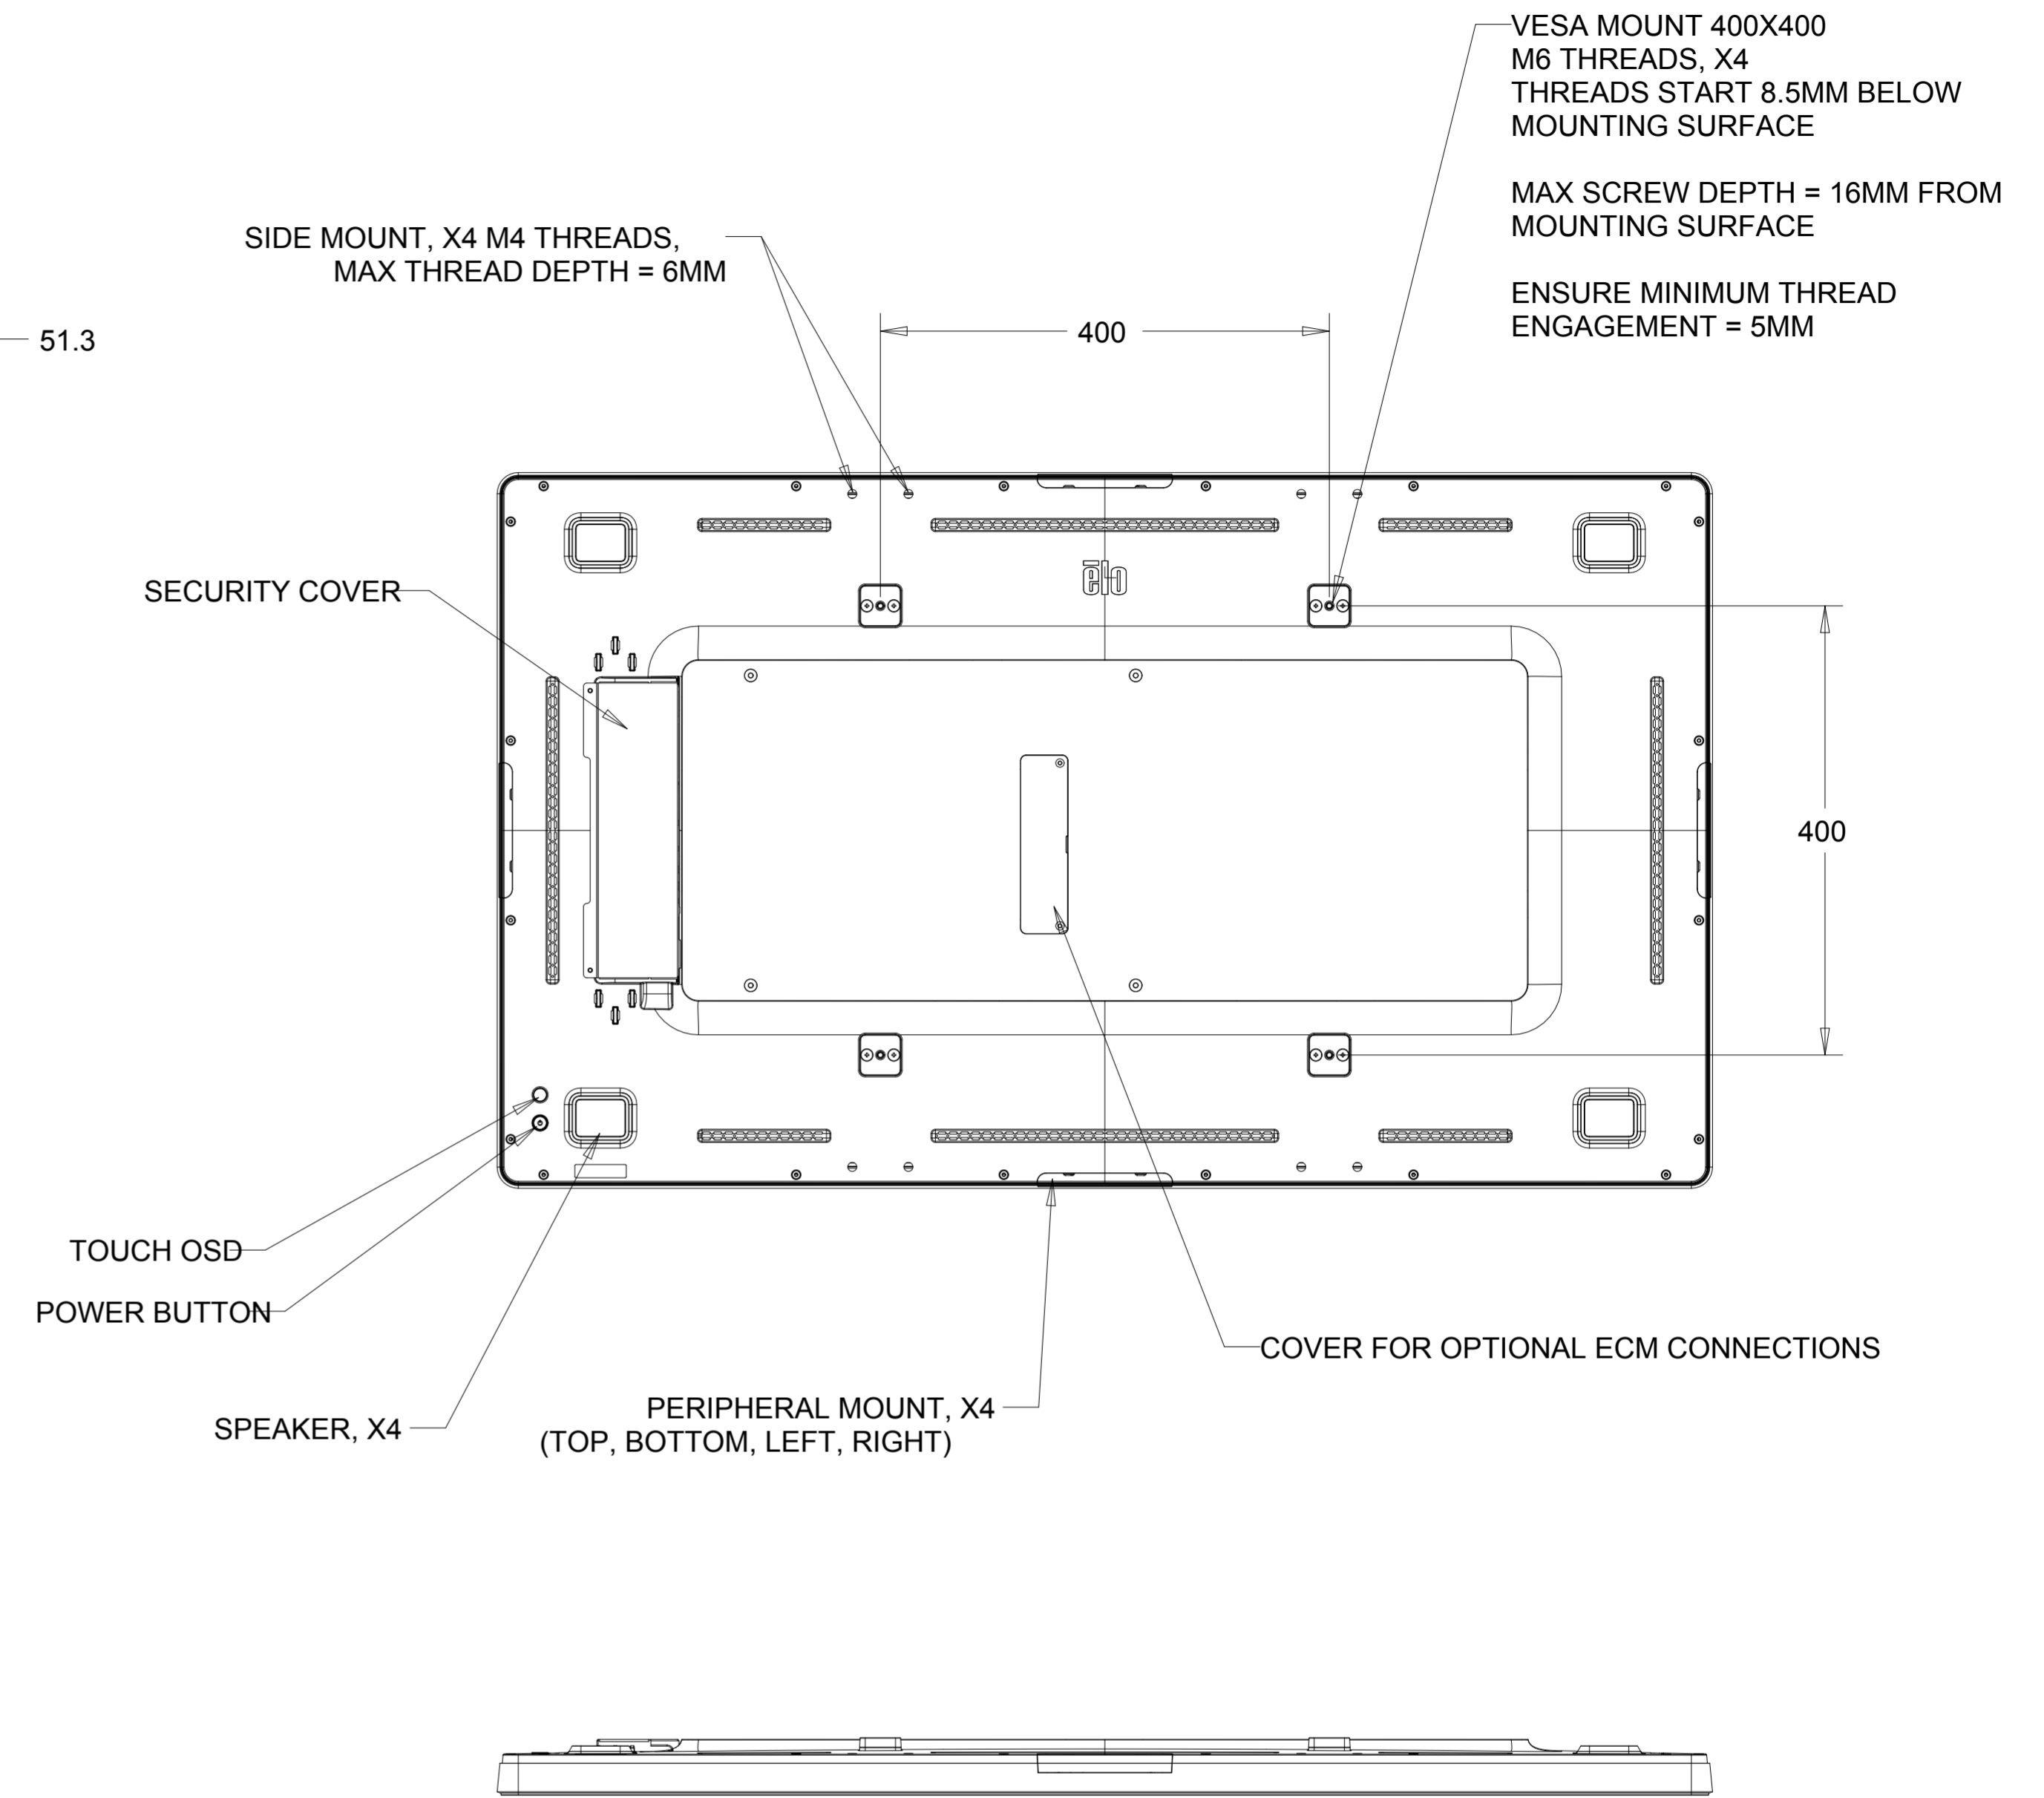 VESA MOUNT 400X400
M6 THREADS, X4
THREADS START 8.5MM BELOW
MOUNTING SURFACE
MAX SCREW DEPTH = 16MM FROM
MOUNTING SURFACE
ENSURE MINIMUM THREAD
ENGAGEMENT = 5MM
SIDE MOUNT, X4 M4 THREADS,
MAX THREAD DEPTH = 6MM
51.3
400
elo
SECURITY COVER
400
TOUCH OSD
POWER BUTTON
COVER FOR OPTIONAL ECM CONNECTIONS
PERIPHERAL MOUNT, X4
(TOP, BOTTOM, LEFT, RIGHT)
SPEAKER, X4